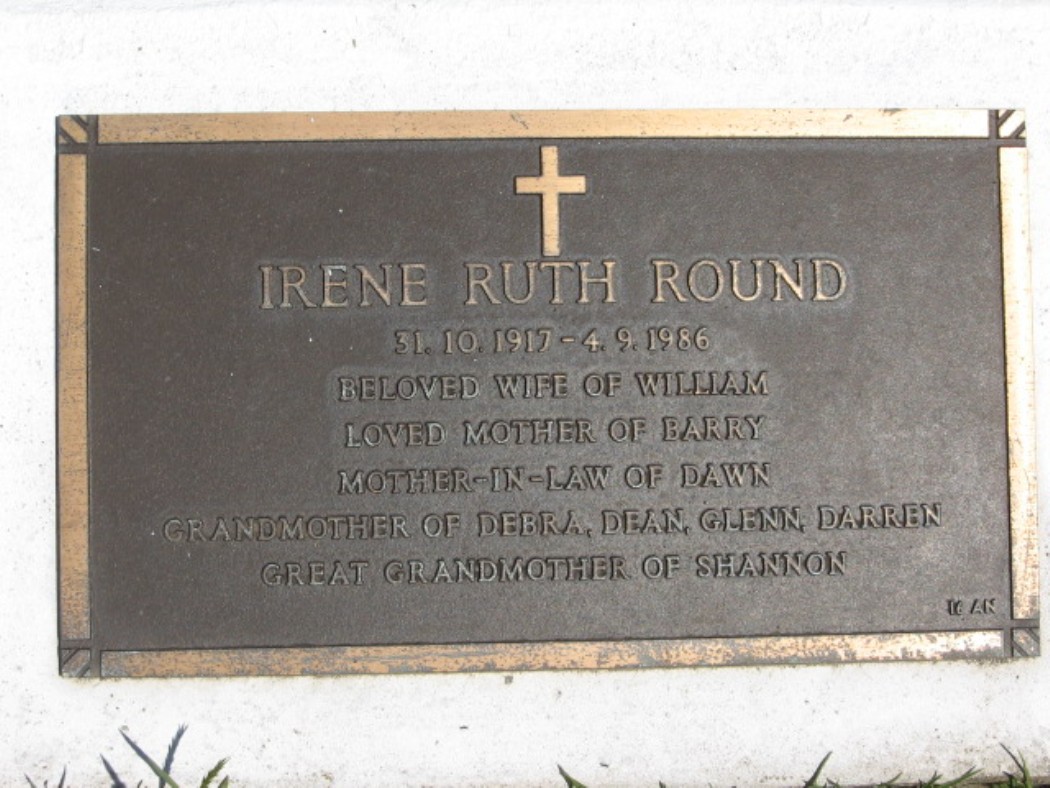 IRENE RUTH ROUND
31. 10. 1917 - 4. 9. 1986
BELOVED WIFE OF WILLIAM
LOVED MOTHER OF BARRY
MOTHER-IN-LAW OF DAWN
GRANDMOTHER OF DEBRA, DEAN, GLENN, DARREN
GREAT GRANDMOTHER OF SHANNON
AN